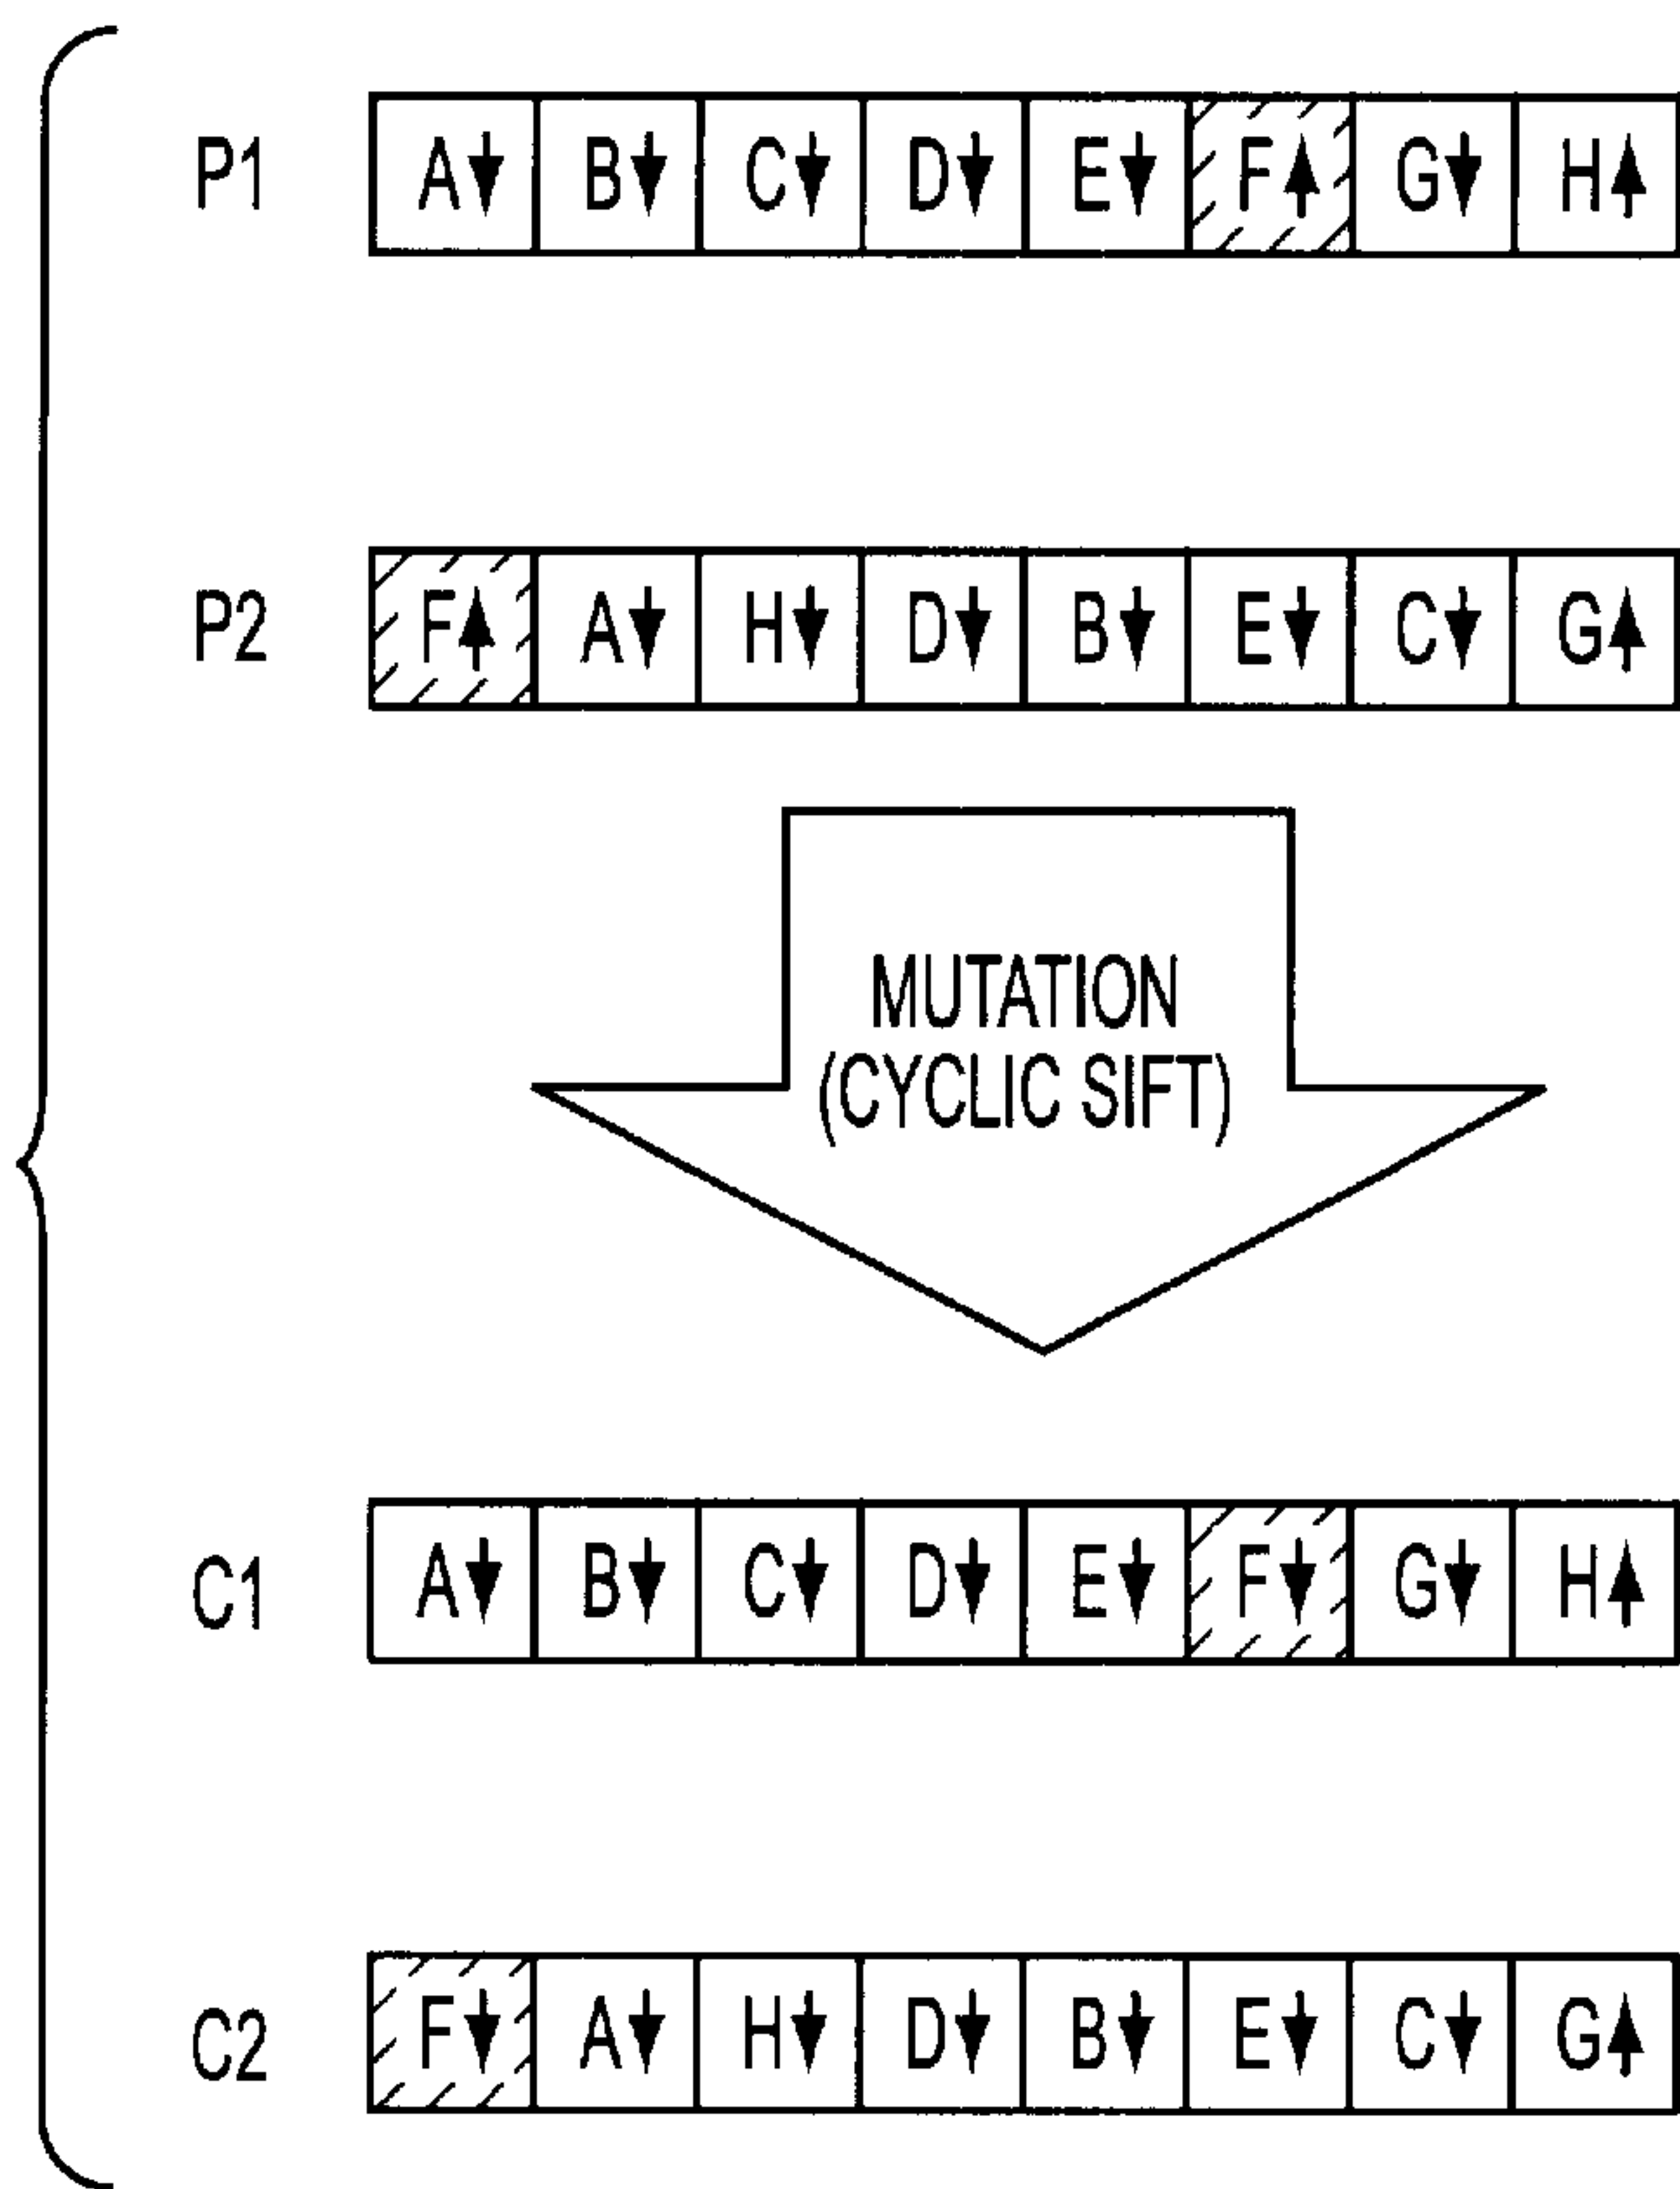 P1 A↓ B↓ C↓ D↓ E↓ F↑ G↓ H↑
P2 F↑ A↓ H↓ D↓ B↓ E↓ C↓ G↑
MUTATION
(CYCLIC SIFT)
C1 A↓ B↓ C↓ D↓ E↓ F↓ G↓ H↑
C2 F↓ A↓ H↓ D↓ B↓ E↓ C↓ G↑